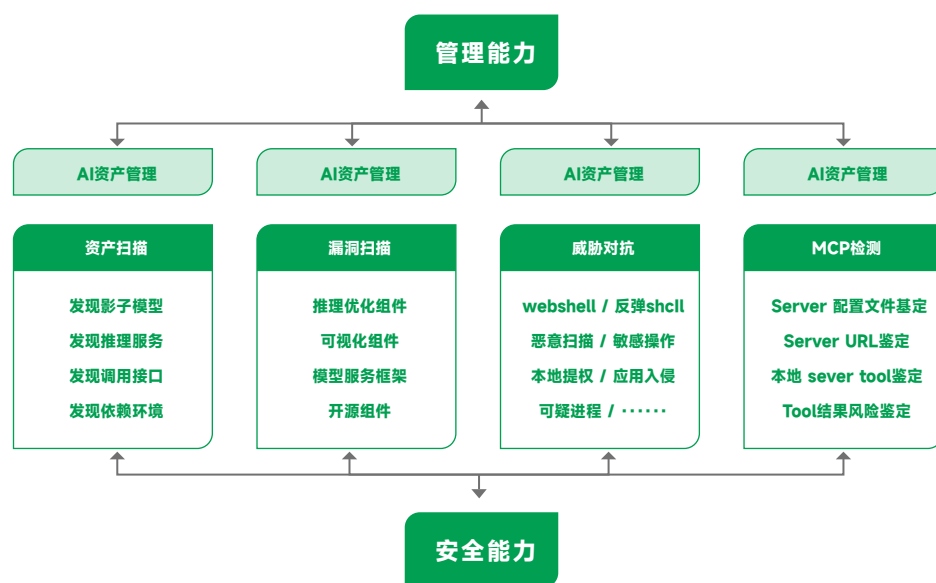 管理能力
AI资产管理
AI资产管理
AI资产管理
AI资产管理
资产扫描
发现影子模型
发现推理服务
发现调用接口
发现依赖环境
漏洞扫描
推理优化组件
可视化组件
模型服务框架
开源组件
威胁对抗
webshell / 反弹shcll
恶意扫描 / 敏感操作
本地提权 / 应用入侵
可疑进程 / ······
MCP检测
Server 配置文件基定
Server URL鉴定
本地 sever tool鉴定
Tool结果风险鉴定
安全能力